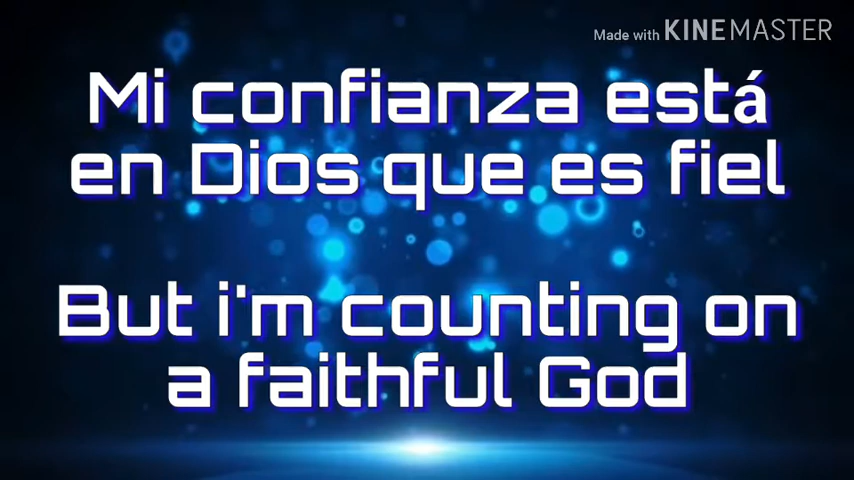 Made with KINEMASTER
Mi confianza está
en Dios que es fiel
But i'm counting on
a faithful God